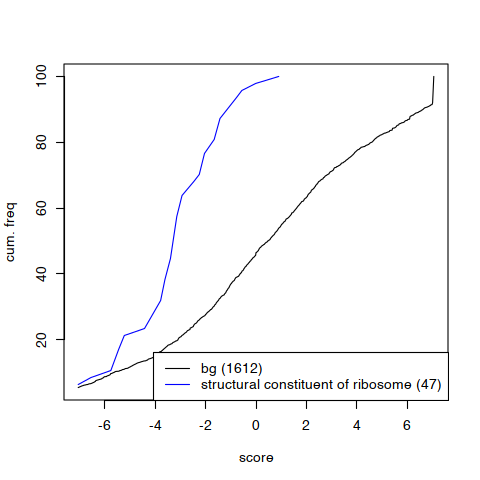 100
80
60
40
20
cum. freq
bg (1612)
structural constituent of ribosome (47)
-6 -4 -2 0 2 4 6
score